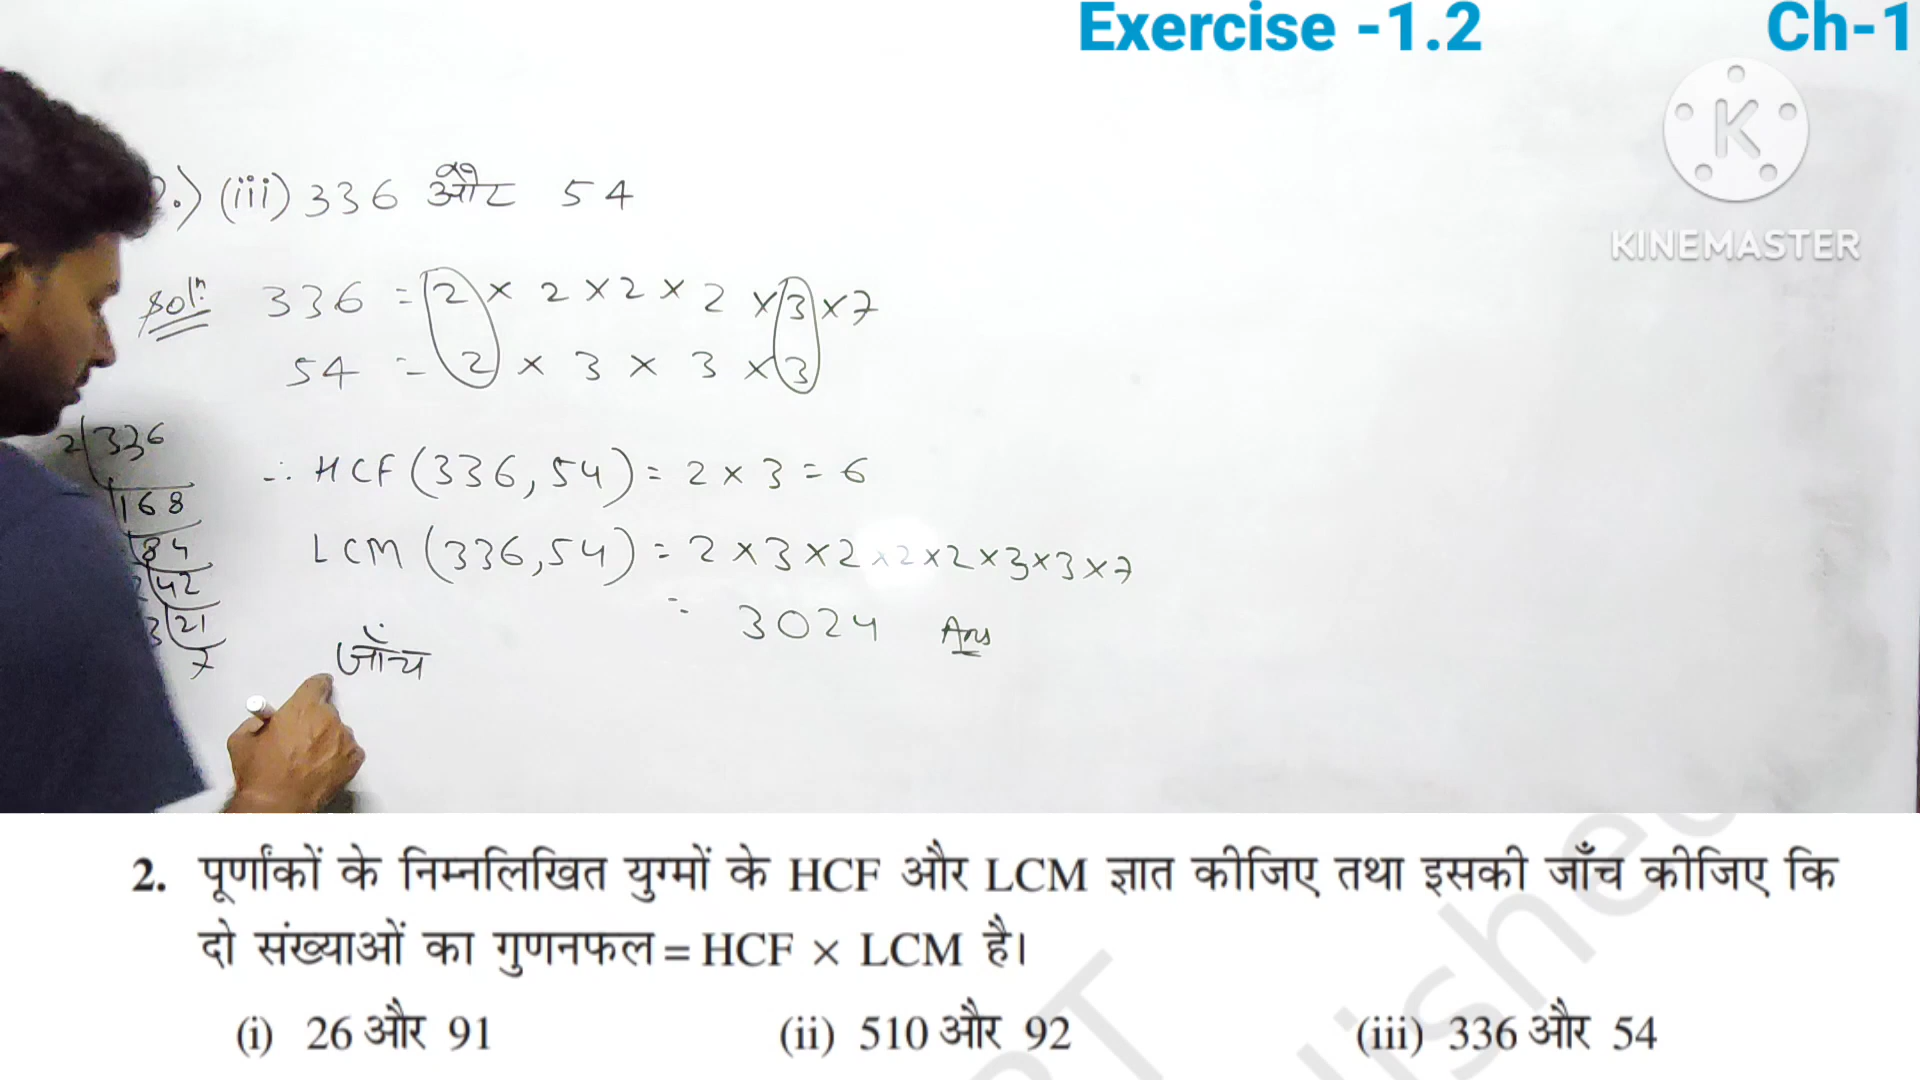 Exercise -1.2
Ch-1
KINEMASTER
2.) (iii) 336 और 54
Solⁿ: 336 = 2 × 2 × 2 × 2 × 3 × 7
54 = 2 × 3 × 3 × 3
2 336
168
84
2 42
3 21
7
∴ HCF (336, 54) = 2 × 3 = 6
LCM (336, 54) = 2 × 3 × 2 × 2 × 2 × 3 × 3 × 7
= 3024 Ans
जाँच
2. पूर्णांकों के निम्नलिखित युग्मों के HCF और LCM ज्ञात कीजिए तथा इसकी जाँच कीजिए कि
दो संख्याओं का गुणनफल = HCF × LCM है।
(i) 26 और 91 (ii) 510 और 92 (iii) 336 और 54